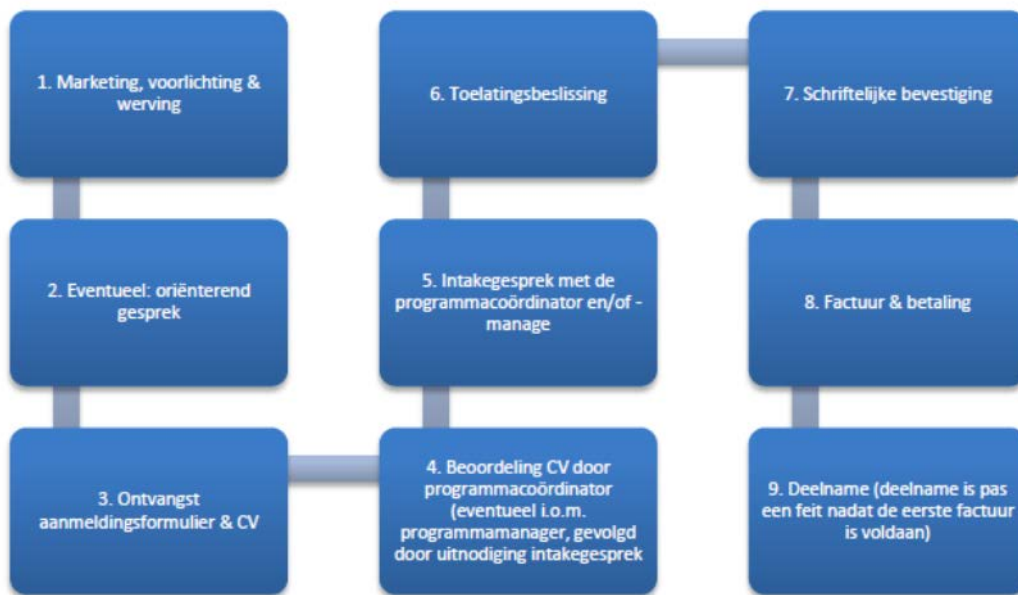 1. Marketing, voorlichting &
werving
2. Eventueel: oriënterend
gesprek
3. Ontvangst
aanmeldingsformulier & CV
4. Beoordeling CV door
programmacoördinator
(eventueel i.o.m.
programmamanager, gevolgd
door uitnodiging intakegesprek
5. Intakegesprek met de
programmacoördinator en/of -
manage
6. Toelatingsbeslissing
7. Schriftelijke bevestiging
8. Factuur & betaling
9. Deelname (deelname is pas
een feit nadat de eerste factuur
is voldaan)